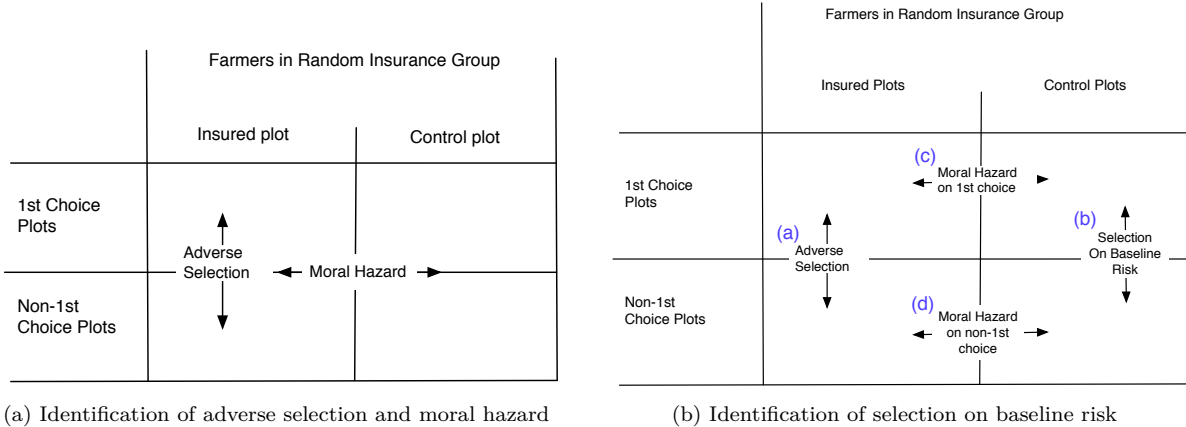 Farmers in Random Insurance Group
Insured plot
Control plot
1st Choice
Plots
Adverse
Selection
Moral Hazard
Non-1st
Choice Plots
(a) Identification of adverse selection and moral hazard
Farmers in Random Insurance Group
Insured Plots
Control Plots
1st Choice
Plots
(c)
Moral Hazard
on 1st choice
(a)
Adverse
Selection
(b)
Selection
On Baseline
Risk
Non-1st
Choice Plots
(d)
Moral Hazard
on non-1st
choice
(b) Identification of selection on baseline risk